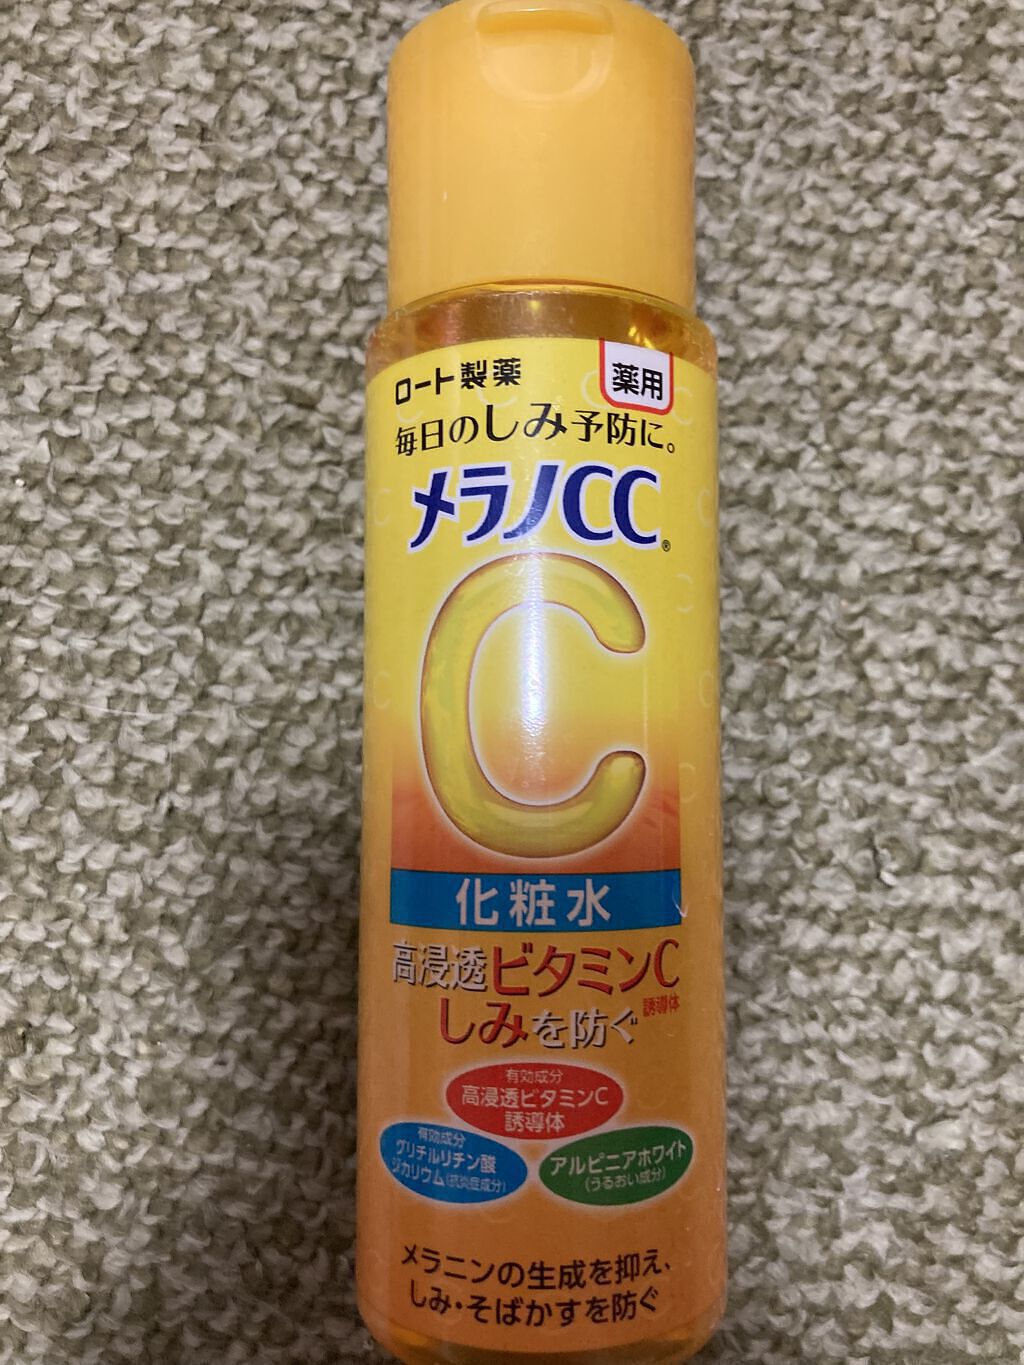 ロート製薬
薬用
毎日のしみ予防に。
メラノCC®
C
化粧水
高浸透ビタミンC
誘導体
しみを防ぐ
有効成分
高浸透ビタミンC
誘導体
有効成分
グリチルリチン酸
ジカリウム(抗炎症成分)
アルピニアホワイト
(うるおい成分)
メラニンの生成を抑え、
しみ・そばかすを防ぐ